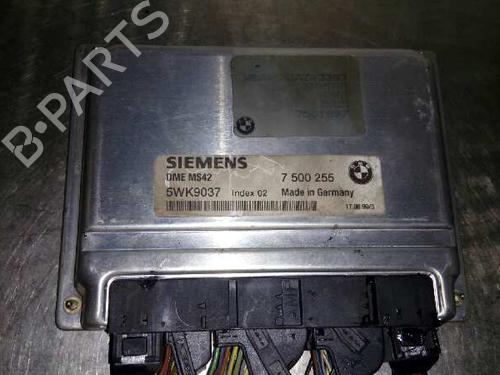 SIEMENS
DME MS42
7 500 255
5WK9037 Index 02 Made in Germany
B-PARTS